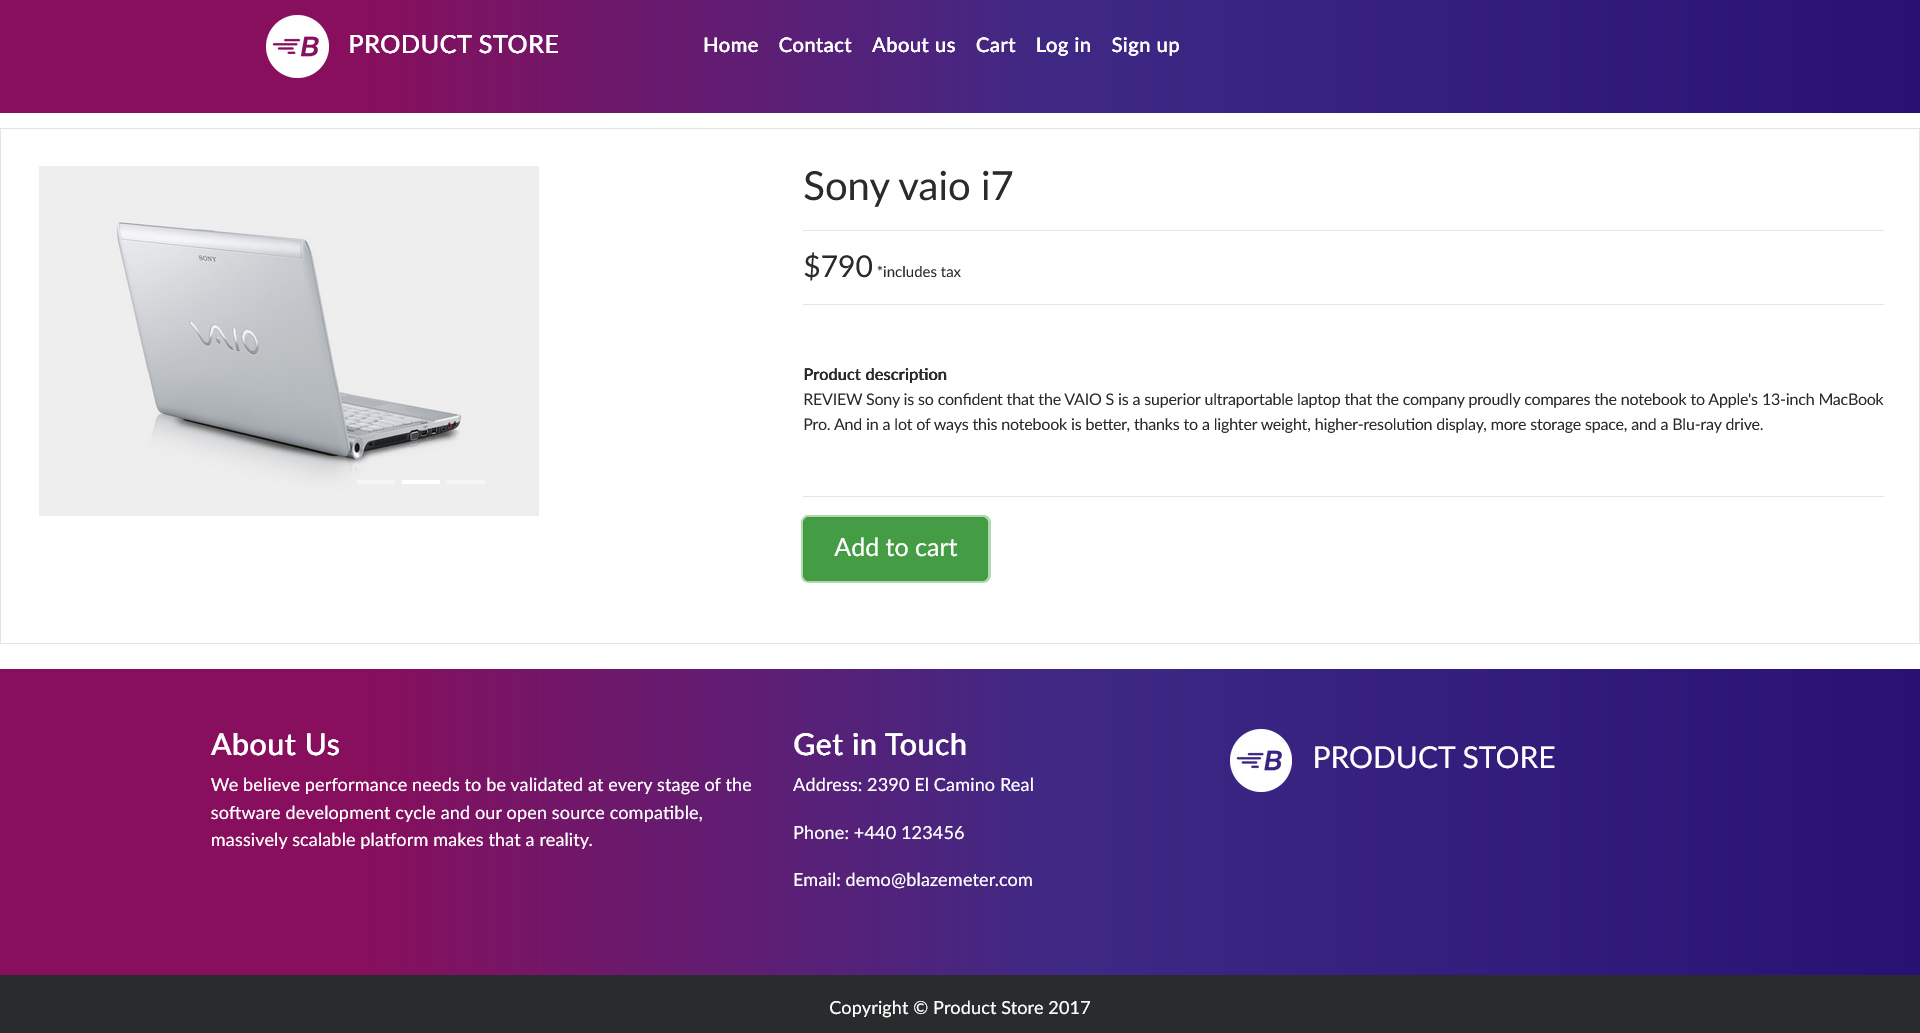 B PRODUCT STORE
Home Contact About us Cart Log in Sign up
SONY
VAIO
Sony vaio i7
$790 *includes tax
Product description
REVIEW Sony is so confident that the VAIO S is a superior ultraportable laptop that the company proudly compares the notebook to Apple's 13-inch MacBook
Pro. And in a lot of ways this notebook is better, thanks to a lighter weight, higher-resolution display, more storage space, and a Blu-ray drive.
Add to cart
About Us
We believe performance needs to be validated at every stage of the
software development cycle and our open source compatible,
massively scalable platform makes that a reality.
Get in Touch
Address: 2390 El Camino Real
Phone: +440 123456
Email: demo@blazemeter.com
B PRODUCT STORE
Copyright © Product Store 2017